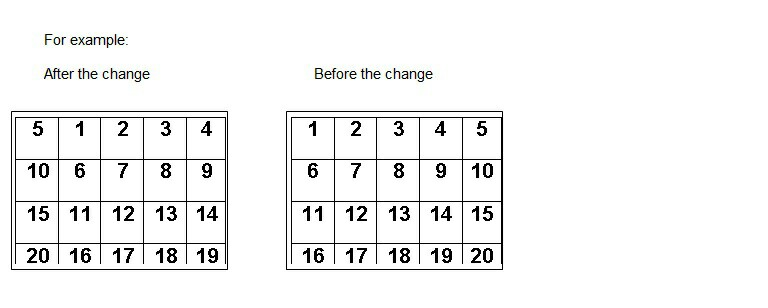 For example:
After the change Before the change
5 1 2 3 4 1 2 3 4 5
10 6 7 8 9 6 7 8 9 10
15 11 12 13 14 11 12 13 14 15
20 16 17 18 19 16 17 18 19 20